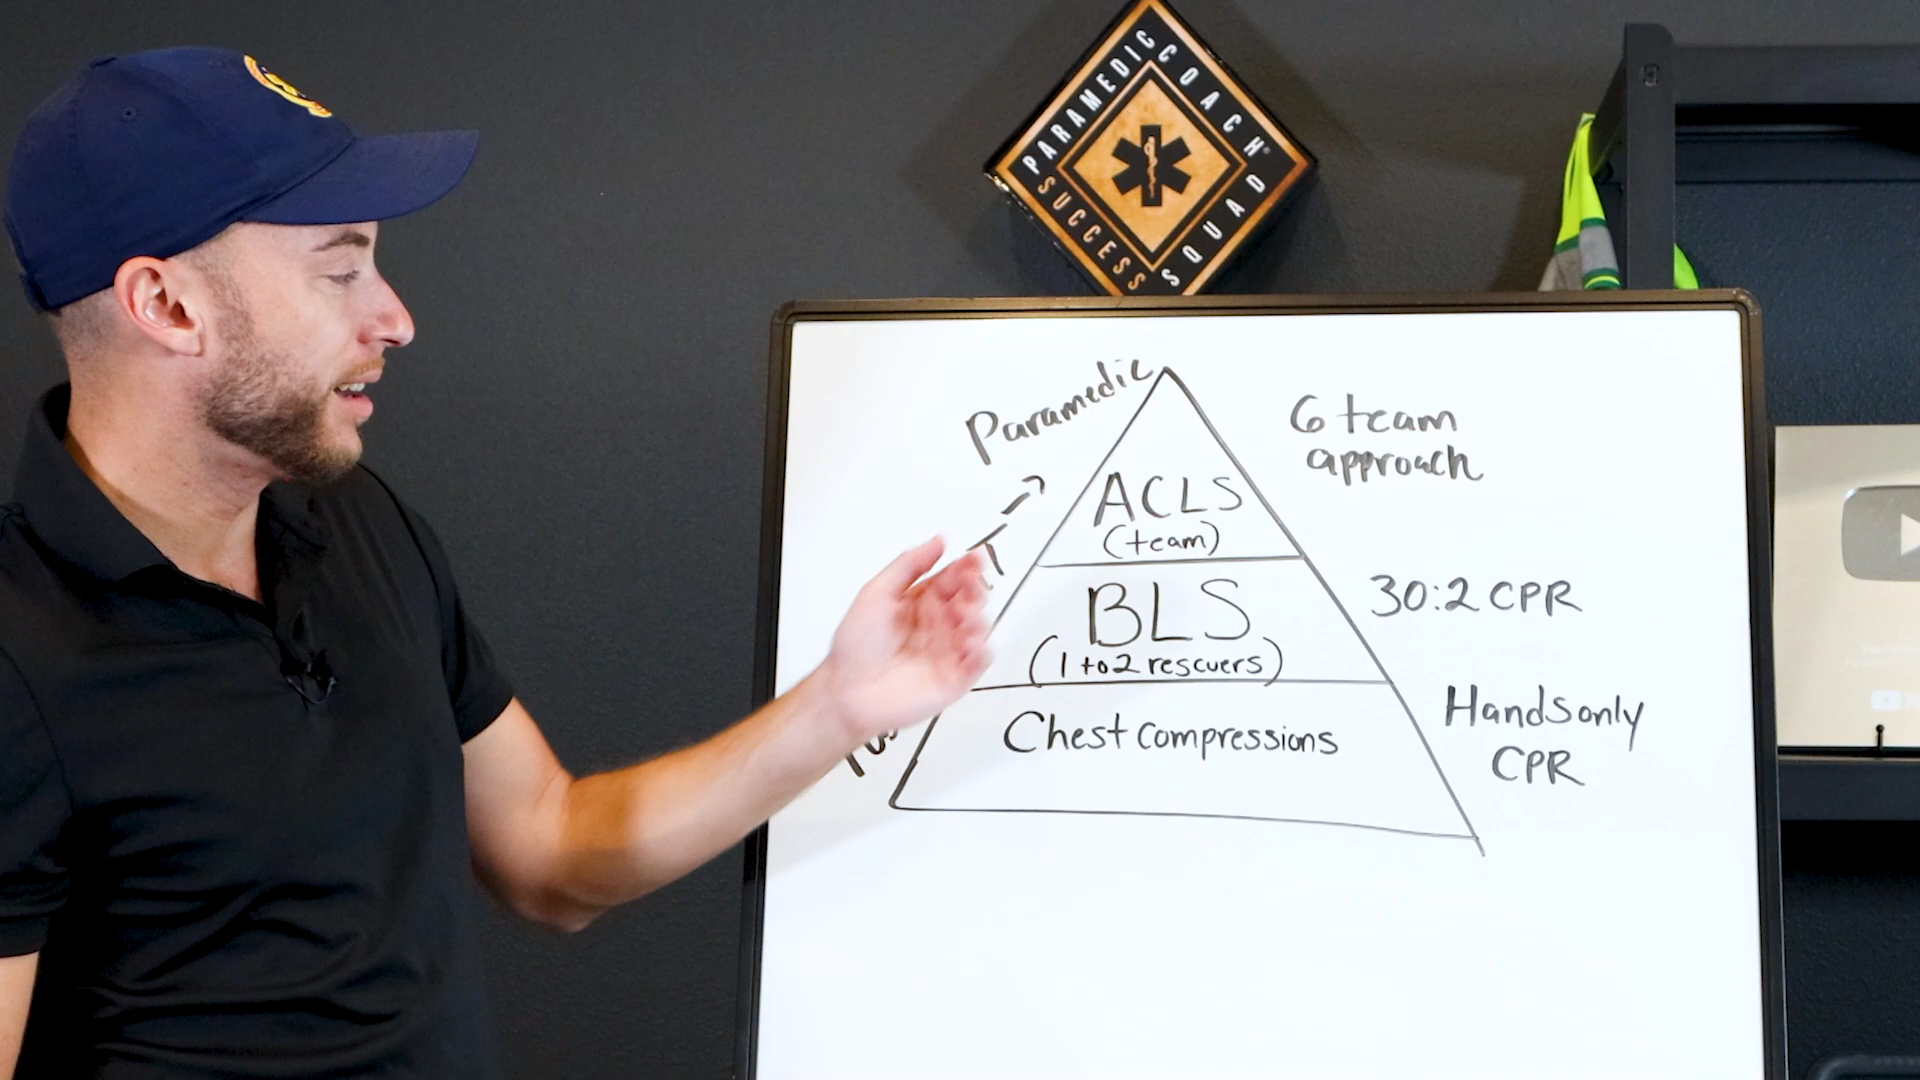 PARAMEDIC COACH®
SUCCESS SQUAD
Paramedic
6 team
approach
ACLS
(team)
30:2 CPR
BLS
(1 to 2 rescuers)
Hands only
CPR
Chest compressions